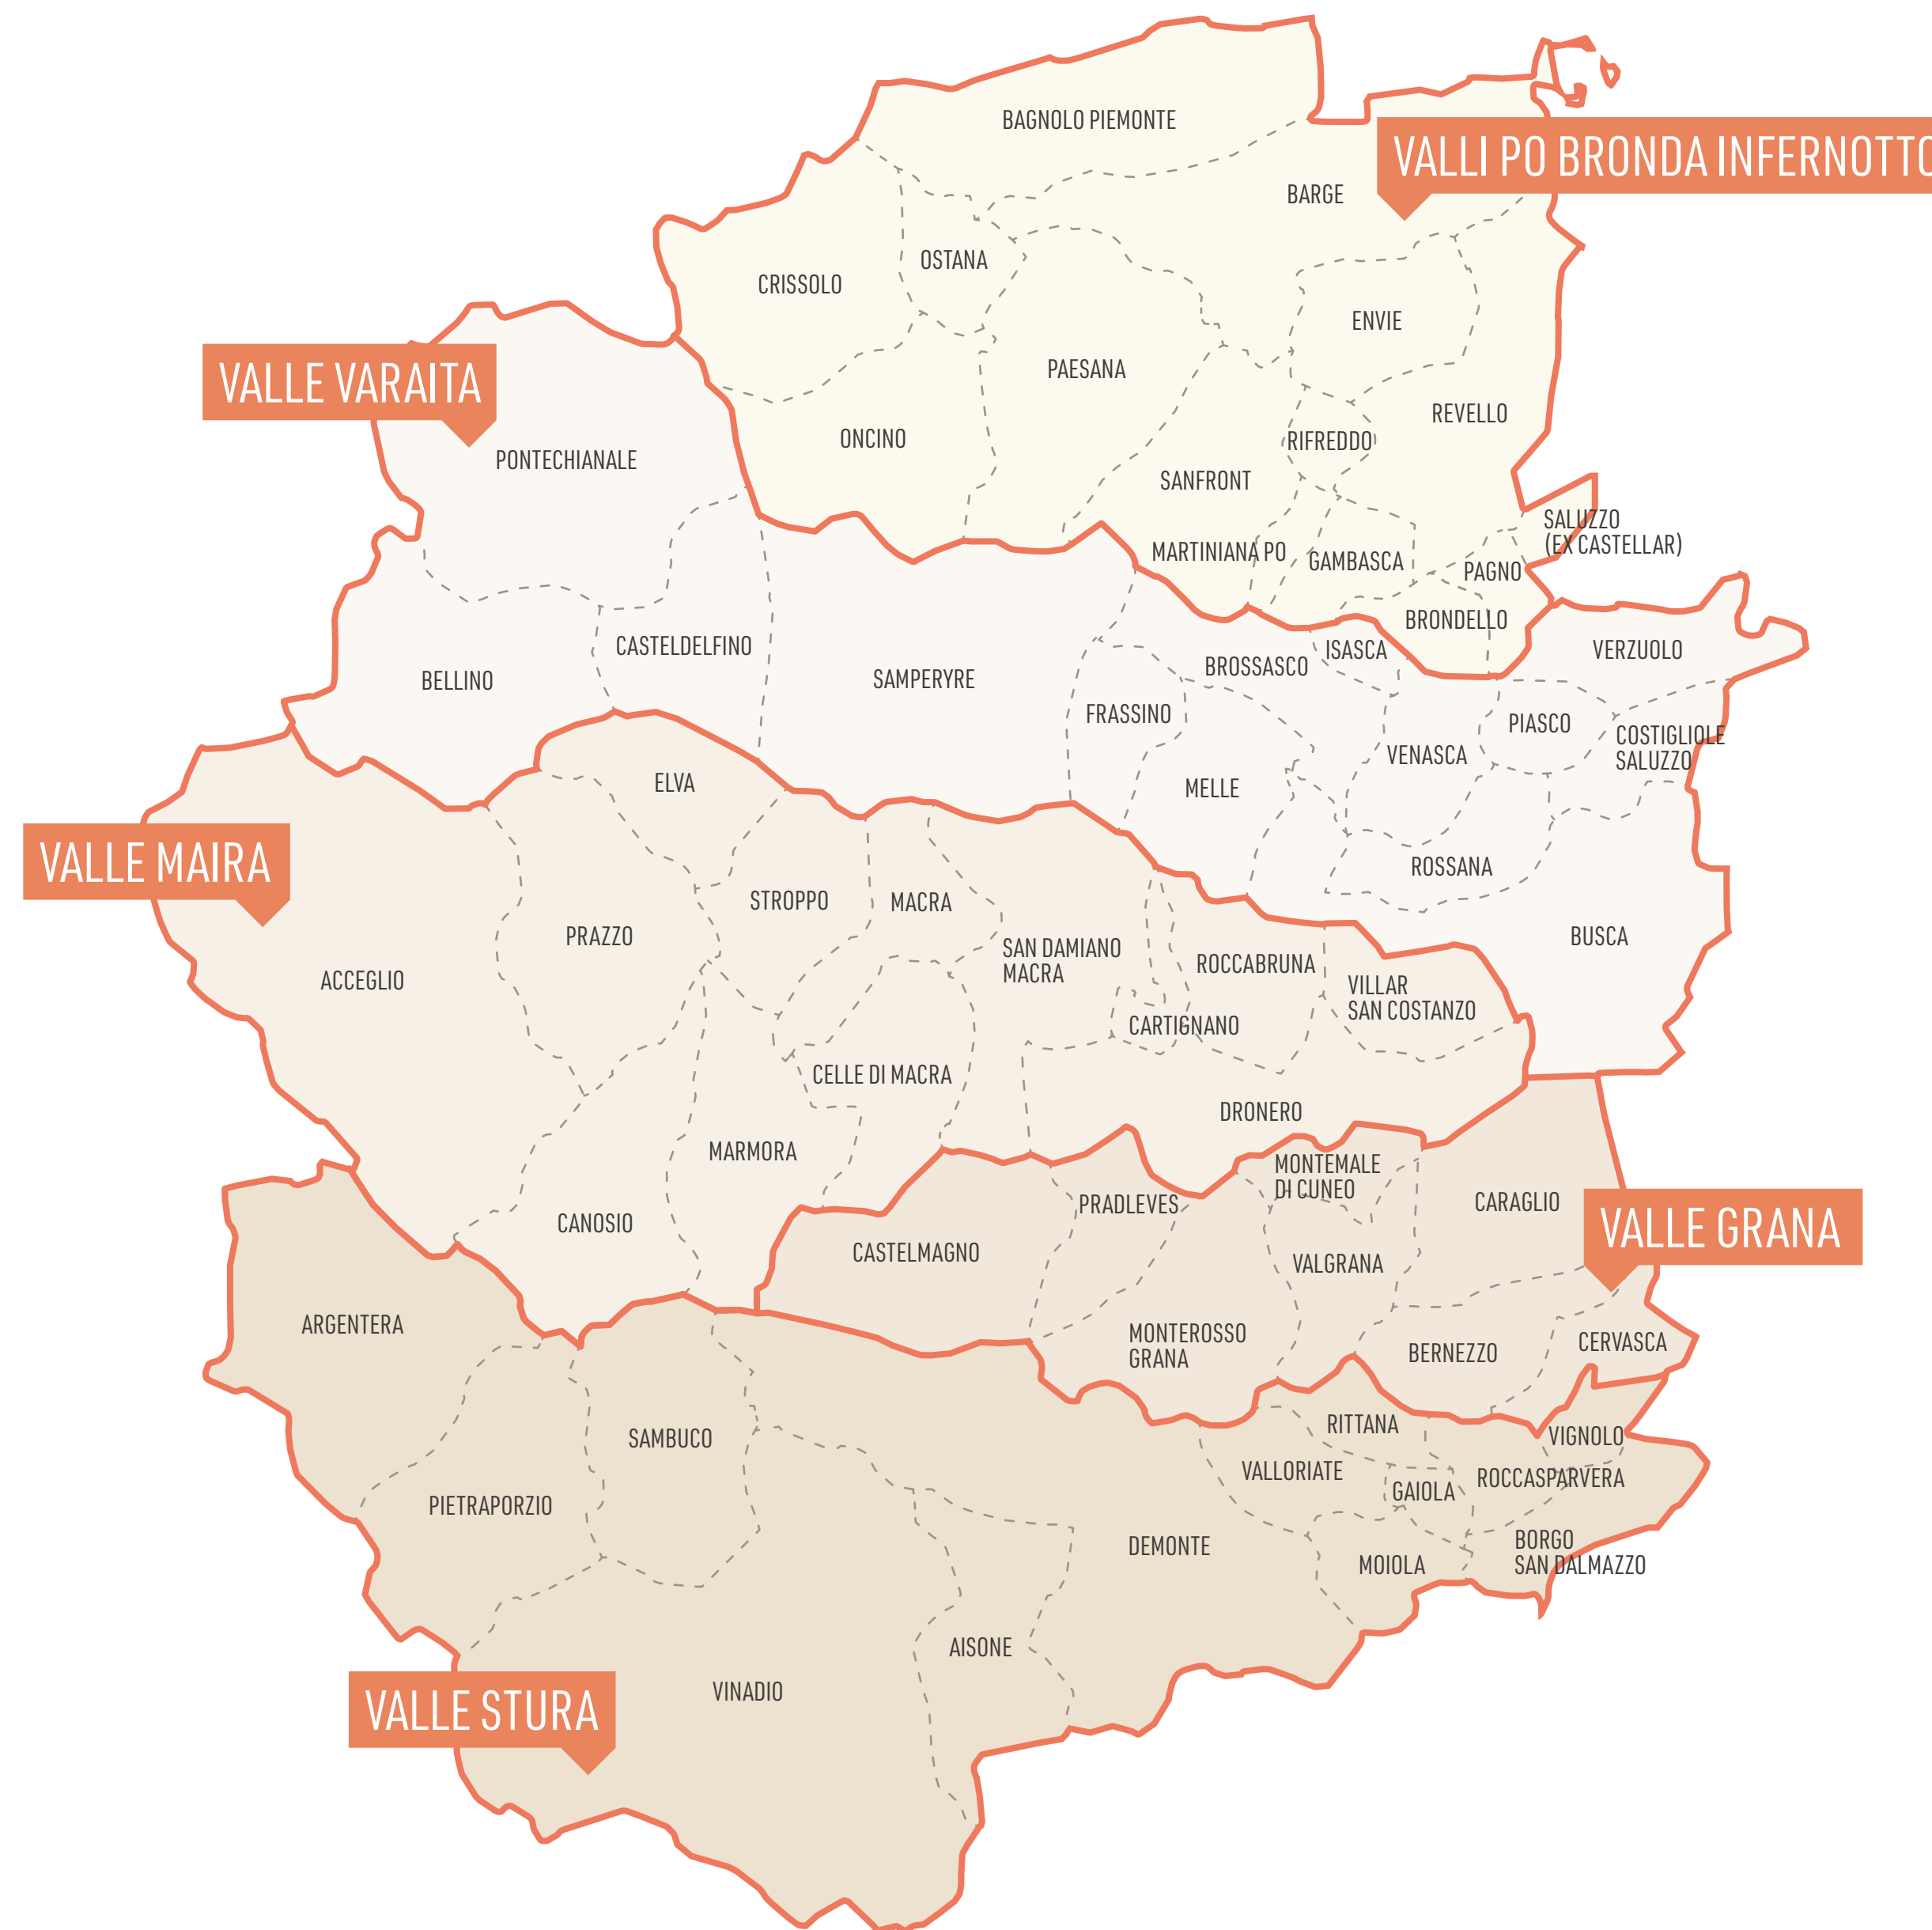 BAGNOLO PIEMONTE
VALLI PO BRONDA INFERNOTTO
BARGE
OSTANA
CRISSOLO
ENVIE
VALLE VARAITA
PAESANA
REVELLO
ONCINO
RIFREDDO
PONTECHIANALE
SANFRONT
SALUZZO
(EX CASTELLAR)
MARTINIANA PO
GAMBASCA
PAGNO
BRONDELLO
CASTELDELFINO
ISASCA
VERZUOLO
BROSSASCO
BELLINO
SAMPERYRE
FRASSINO
PIASCO
COSTIGLIOLE
SALUZZO
VENASCA
ELVA
MELLE
VALLE MAIRA
ROSSANA
STROPPO
MACRA
PRAZZO
BUSCA
SAN DAMIANO
MACRA
ROCCABRUNA
ACCEGLIO
VILLAR
SAN COSTANZO
CARTIGNANO
CELLE DI MACRA
DRONERO
MARMORA
MONTEMALE
DI CUNEO
PRADLEVES
CARAGLIO
CANOSIO
VALLE GRANA
CASTELMAGNO
VALGRANA
ARGENTERA
MONTEROSSO
GRANA
CERVASCA
BERNEZZO
RITTANA
SAMBUCO
VIGNOLO
VALLORIATE
ROCCASPARVERA
GAIOLA
PIETRAPORZIO
DEMONTE
BORGO
SAN DALMAZZO
MOIOLA
AISONE
VINADIO
VALLE STURA